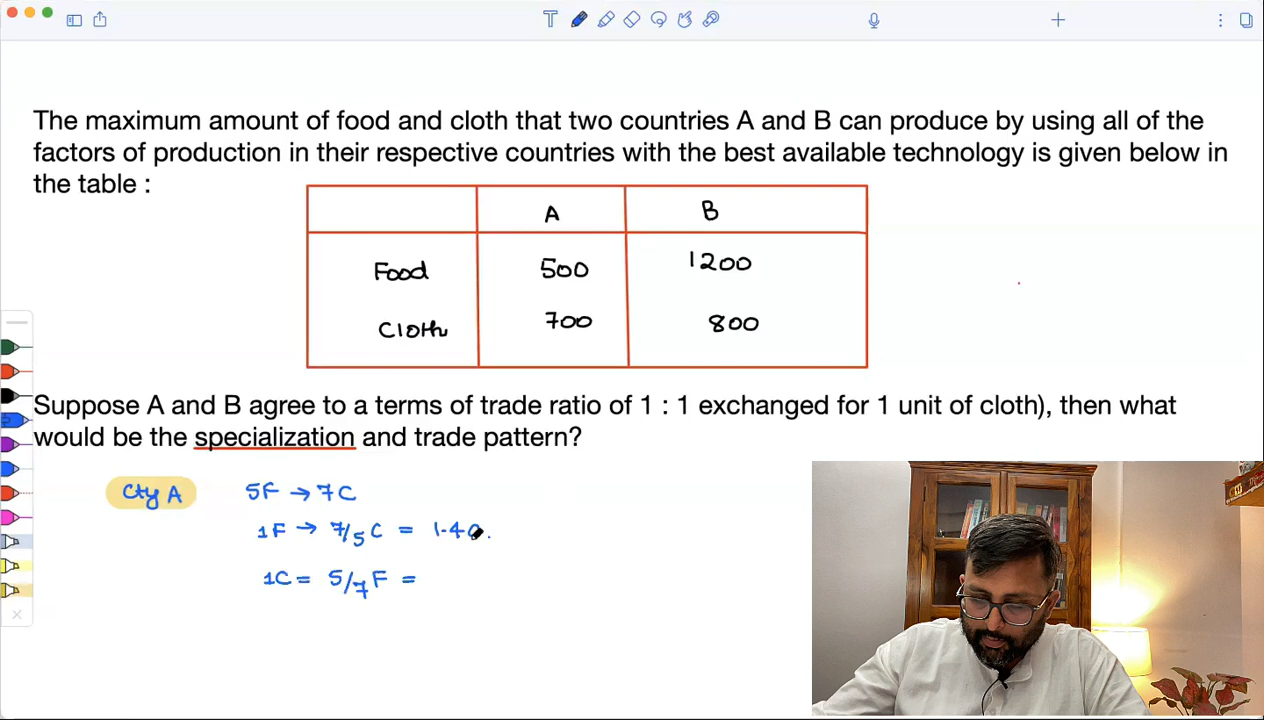 The maximum amount of food and cloth that two countries A and B can produce by using all of the
factors of production in their respective countries with the best available technology is given below in
the table :
A B
Food 500 1200
Cloth 700 800
Suppose A and B agree to a terms of trade ratio of 1 : 1 exchanged for 1 unit of cloth), then what
would be the specialization and trade pattern?
Cty A 5F → 7C
1F → 7/5 C = 1.4
1C = 5/7 F =